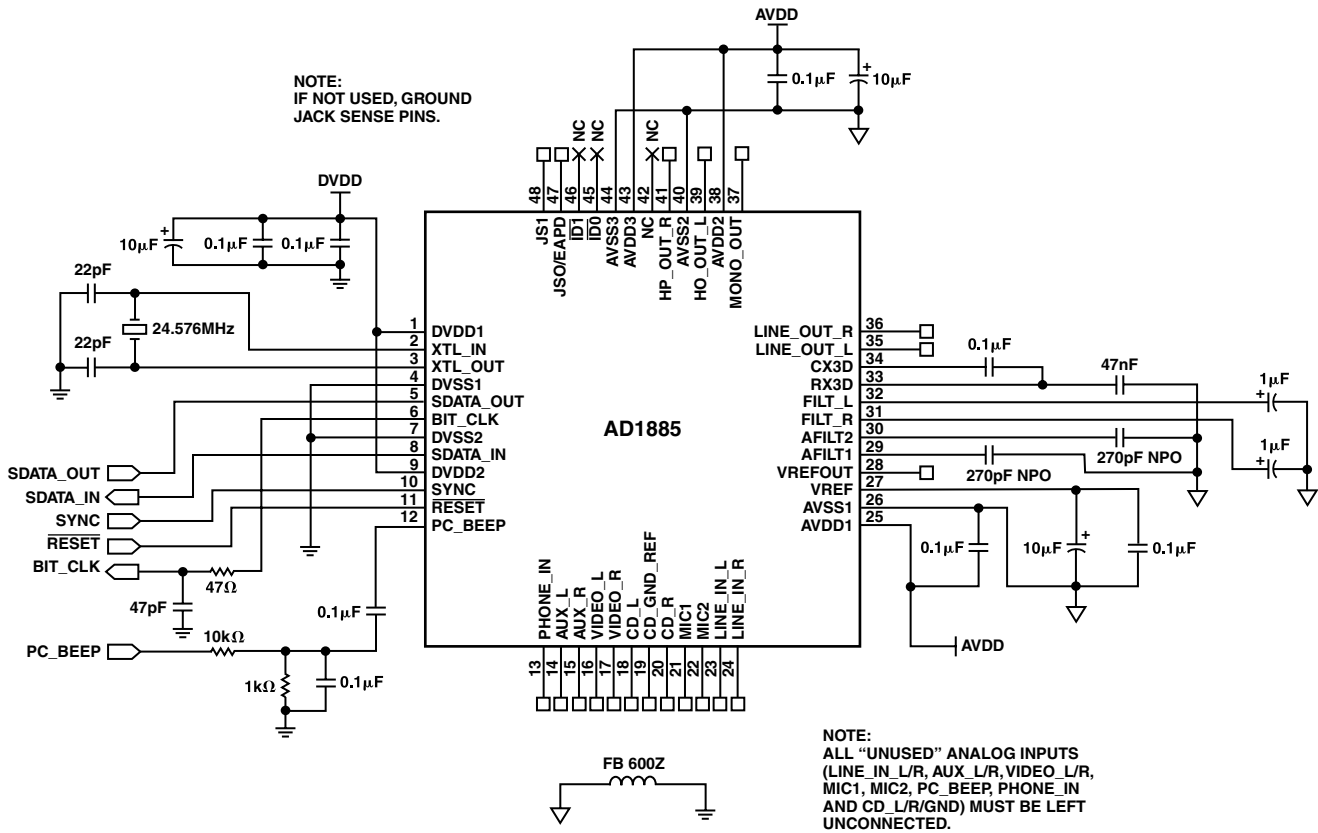 AVDD
NOTE:
IF NOT USED, GROUND
JACK SENSE PINS.
0.1μF
+
10μF
NC
NC
NC
DVDD
48
47
46
45
44
43
42
41
40
39
38
37
JS1
JSO/EAPD
ID1
ID0
AVSS3
AVDD3
NC
HP_OUT_R
AVSS2
HO_OUT_L
AVDD2
MONO_OUT
10μF
+
0.1μF
0.1μF
22pF
24.576MHz
22pF
1 DVDD1
2 XTL_IN
3 XTL_OUT
4 DVSS1
5 SDATA_OUT
6 BIT_CLK
7 DVSS2
8 SDATA_IN
9 DVDD2
10 SYNC
11 RESET
12 PC_BEEP
AD1885
LINE_OUT_R 36
LINE_OUT_L 35
CX3D 34
RX3D 33
FILT_L 32
FILT_R 31
AFILT2 30
AFILT1 29
VREFOUT 28
VREF 27
AVSS1 26
AVDD1 25
0.1μF
47nF
1μF
+
1μF
+
270pF NPO
270pF NPO
SDATA_OUT
SDATA_IN
SYNC
RESET
BIT_CLK
47Ω
47pF
0.1μF
10kΩ
PC_BEEP
1kΩ
0.1μF
0.1μF
10μF
+
0.1μF
AVDD
PHONE_IN
AUX_L
AUX_R
VIDEO_L
VIDEO_R
CD_L
CD_GND_REF
CD_R
MIC1
MIC2
LINE_IN_L
LINE_IN_R
13
14
15
16
17
18
19
20
21
22
23
24
FB 600Z
NOTE:
ALL “UNUSED” ANALOG INPUTS
(LINE_IN_L/R, AUX_L/R, VIDEO_L/R,
MIC1, MIC2, PC_BEEP, PHONE_IN
AND CD_L/R/GND) MUST BE LEFT
UNCONNECTED.